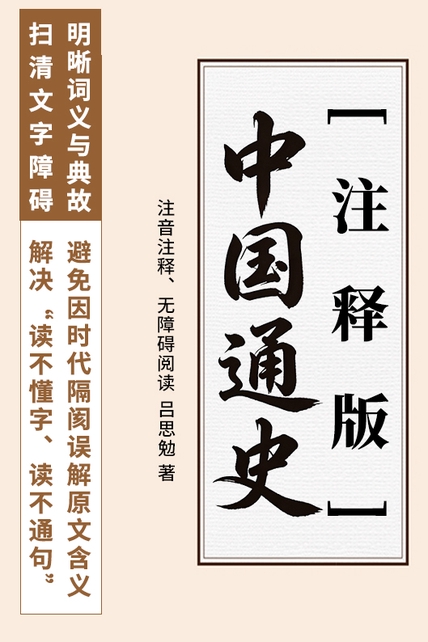 [注释版]
中国通史
注音注释、无障碍阅读 吕思勉 著
明晰词义与典故
扫清文字障碍
避免因时代隔阂误解原文含义
解决“读不懂字、读不通句”